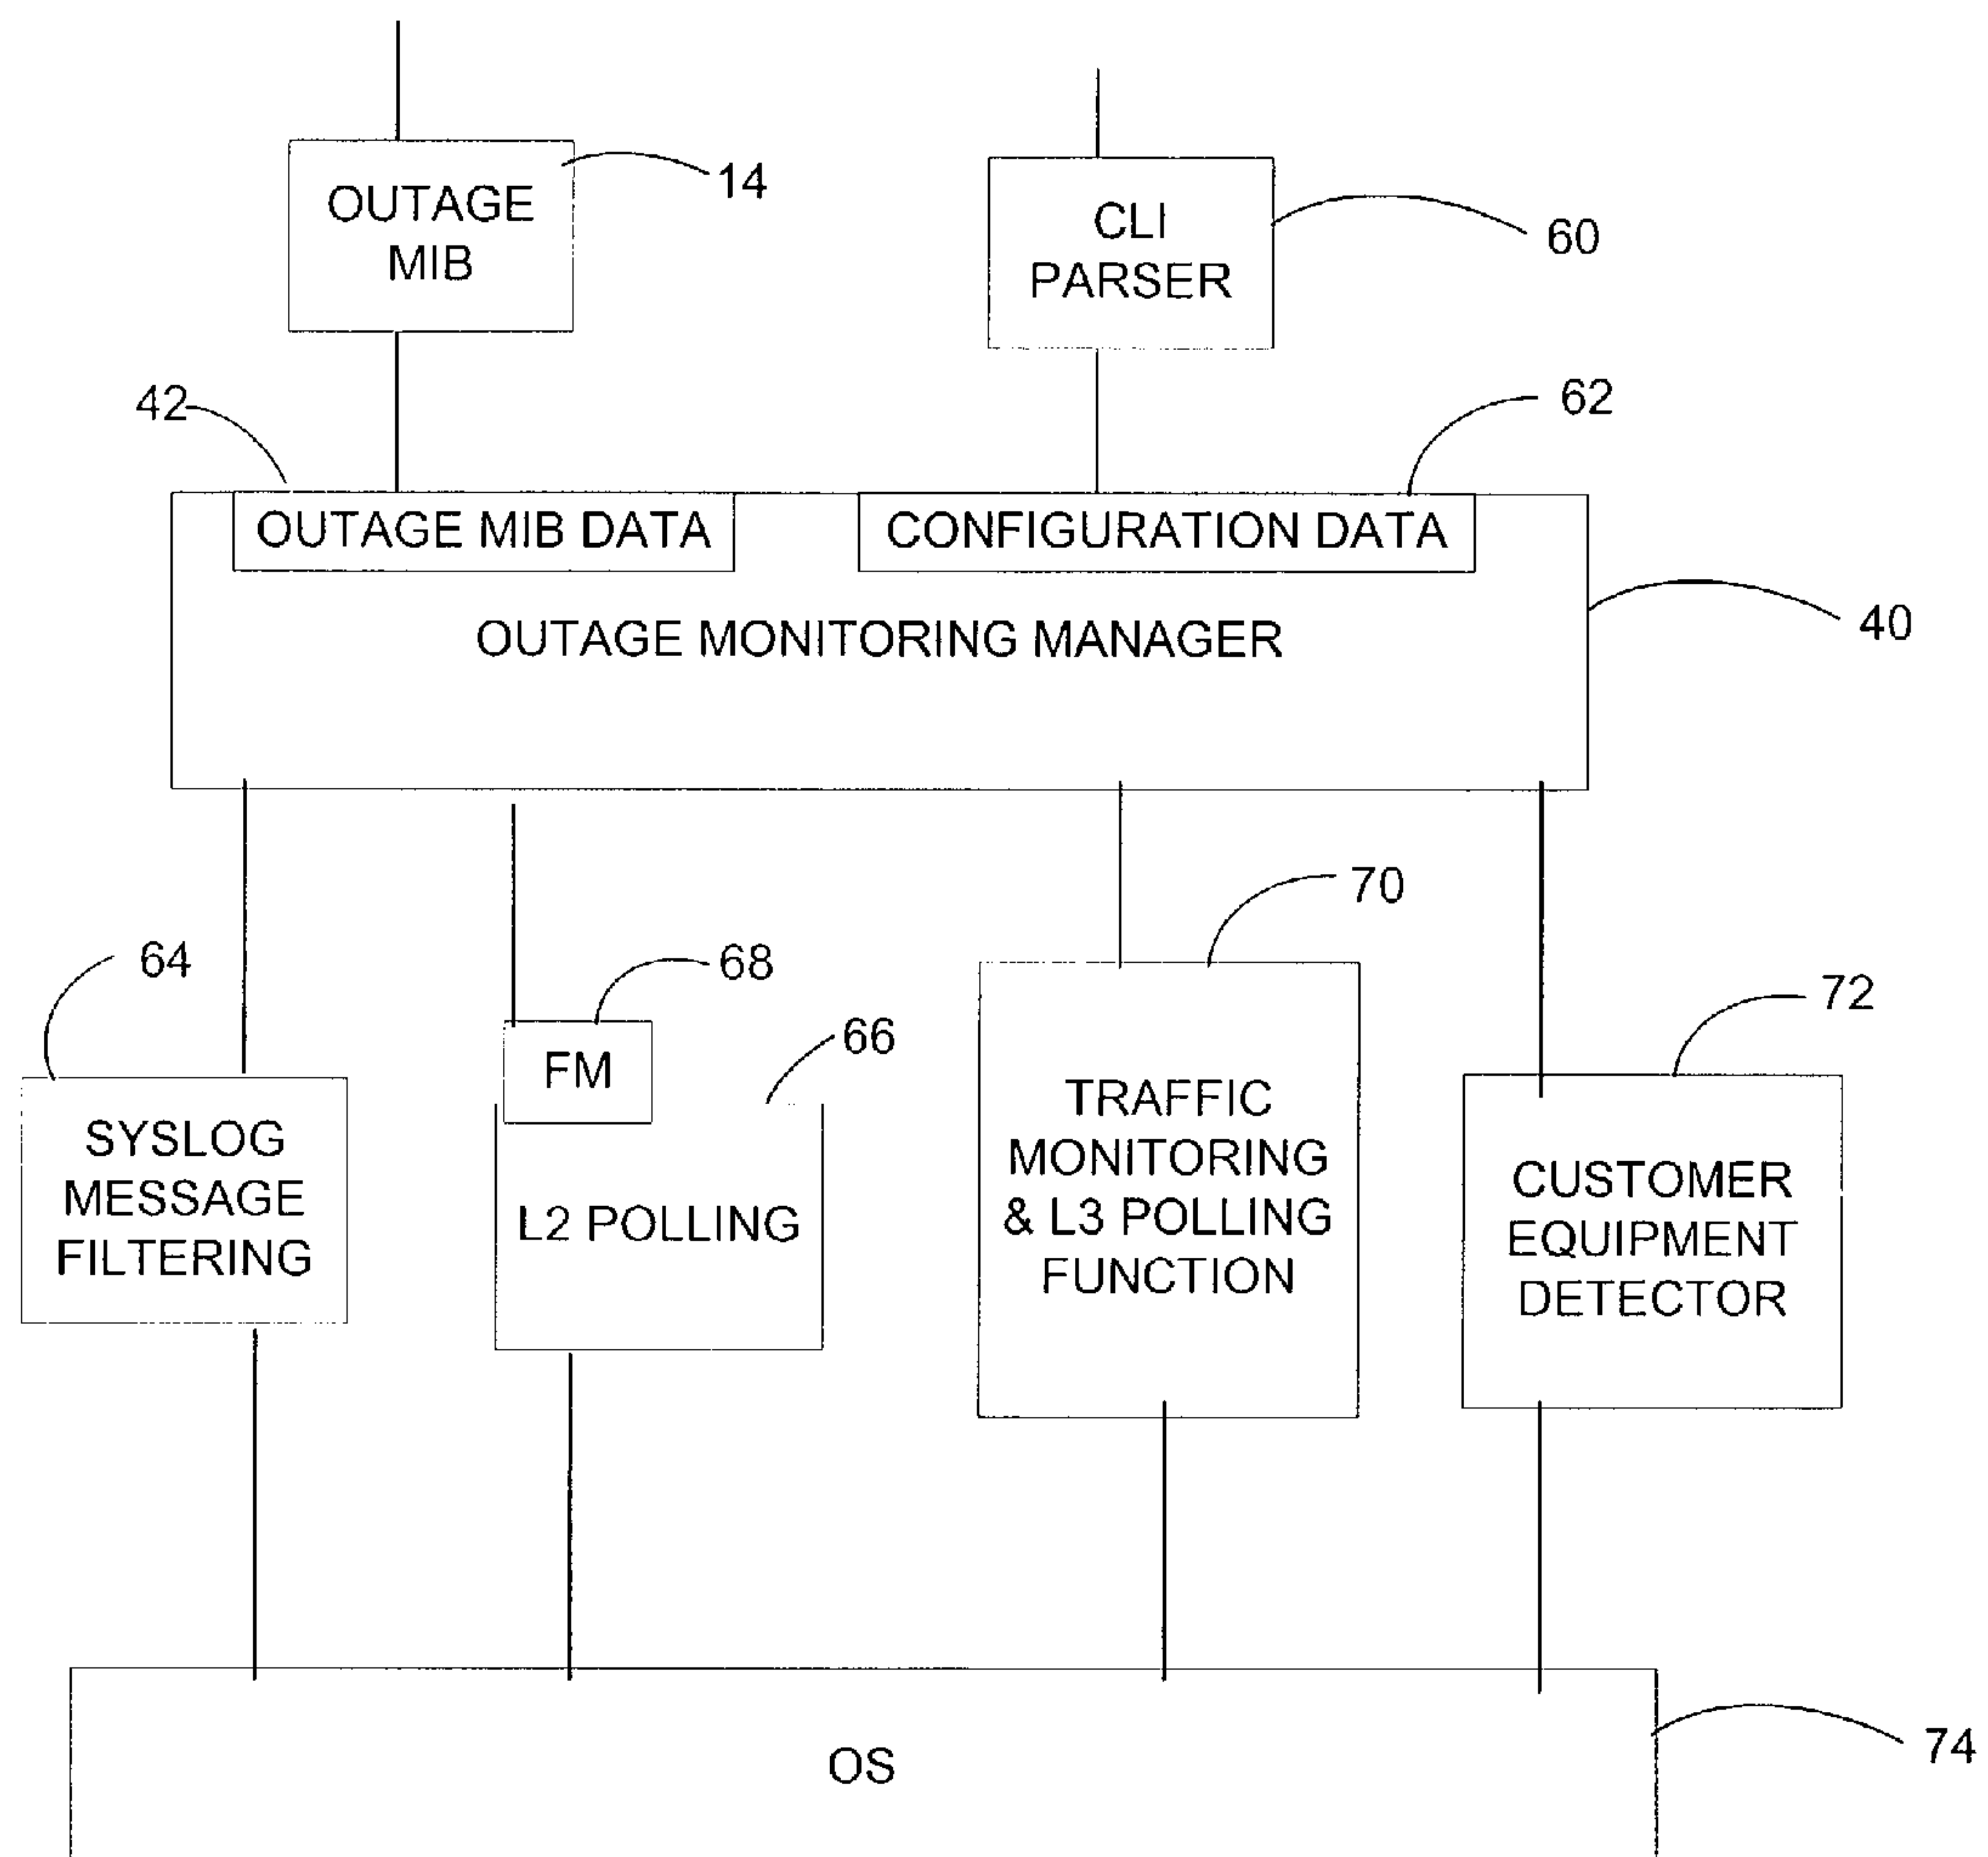 OUTAGE
MIB
14
CLI
PARSER
60
42
62
OUTAGE MIB DATA
CONFIGURATION DATA
OUTAGE MONITORING MANAGER
40
64
68
66
70
72
SYSLOG
MESSAGE
FILTERING
FM
L2 POLLING
TRAFFIC
MONITORING
& L3 POLLING
FUNCTION
CUSTOMER
EQUIPMENT
DETECTOR
OS
74